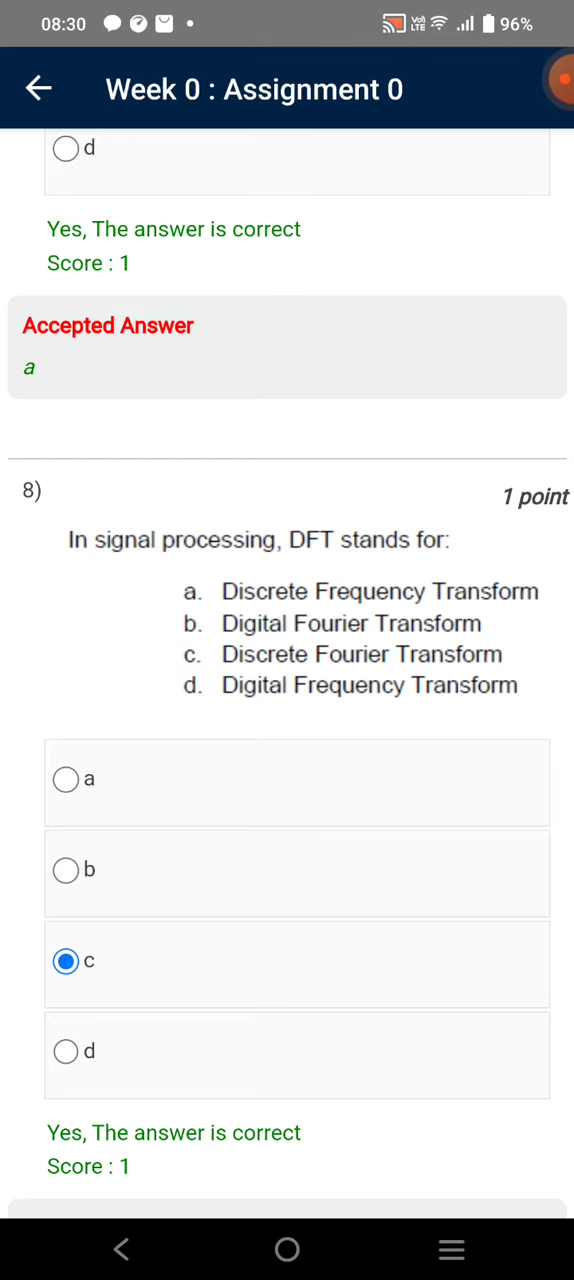 08:30 Vo) LTE 96%
Week 0 : Assignment 0
d
Yes, The answer is correct
Score : 1
Accepted Answer
a
8)
1 point
In signal processing, DFT stands for:
a. Discrete Frequency Transform
b. Digital Fourier Transform
c. Discrete Fourier Transform
d. Digital Frequency Transform
a
b
c
d
Yes, The answer is correct
Score : 1